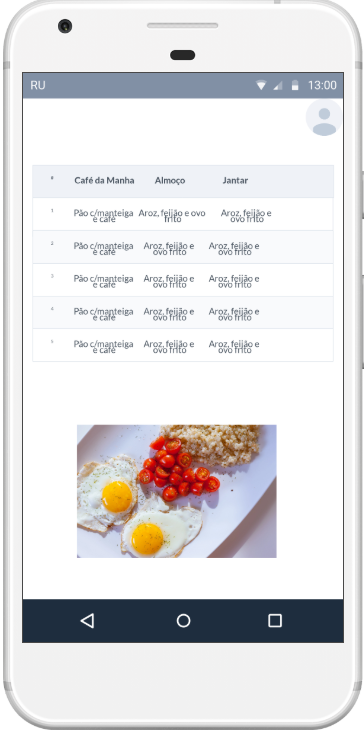 RU 13:00
# Café da Manha Almoço Jantar
1 Pão c/manteiga e café Aroz, feijão e ovo frito Aroz, feijão e ovo frito
2 Pão c/manteiga e café Aroz, feijão e ovo frito Aroz, feijão e ovo frito
3 Pão c/manteiga e café Aroz, feijão e ovo frito Aroz, feijão e ovo frito
4 Pão c/manteiga e café Aroz, feijão e ovo frito Aroz, feijão e ovo frito
5 Pão c/manteiga e café Aroz, feijão e ovo frito Aroz, feijão e ovo frito